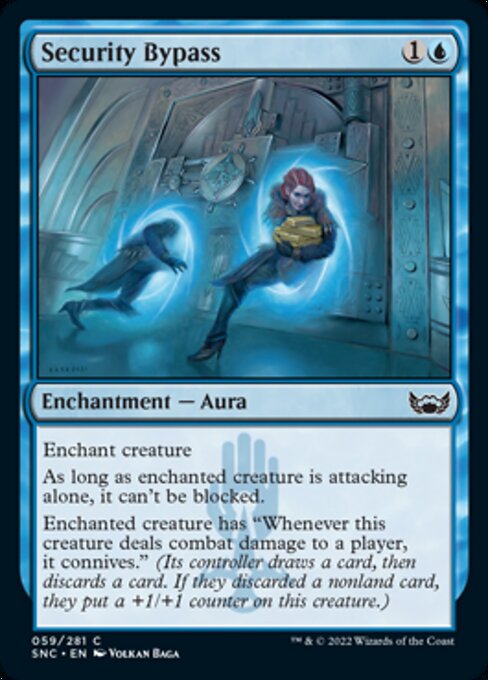 Security Bypass 1
Enchantment — Aura
Enchant creature
As long as enchanted creature is attacking
alone, it can't be blocked.
Enchanted creature has “Whenever this
creature deals combat damage to a player,
it connives.” (Its controller draws a card, then
discards a card. If they discarded a nonland card,
they put a +1/+1 counter on this creature.)
059/281 C
SNC • EN Volkan Baga
™ & © 2022 Wizards of the Coast